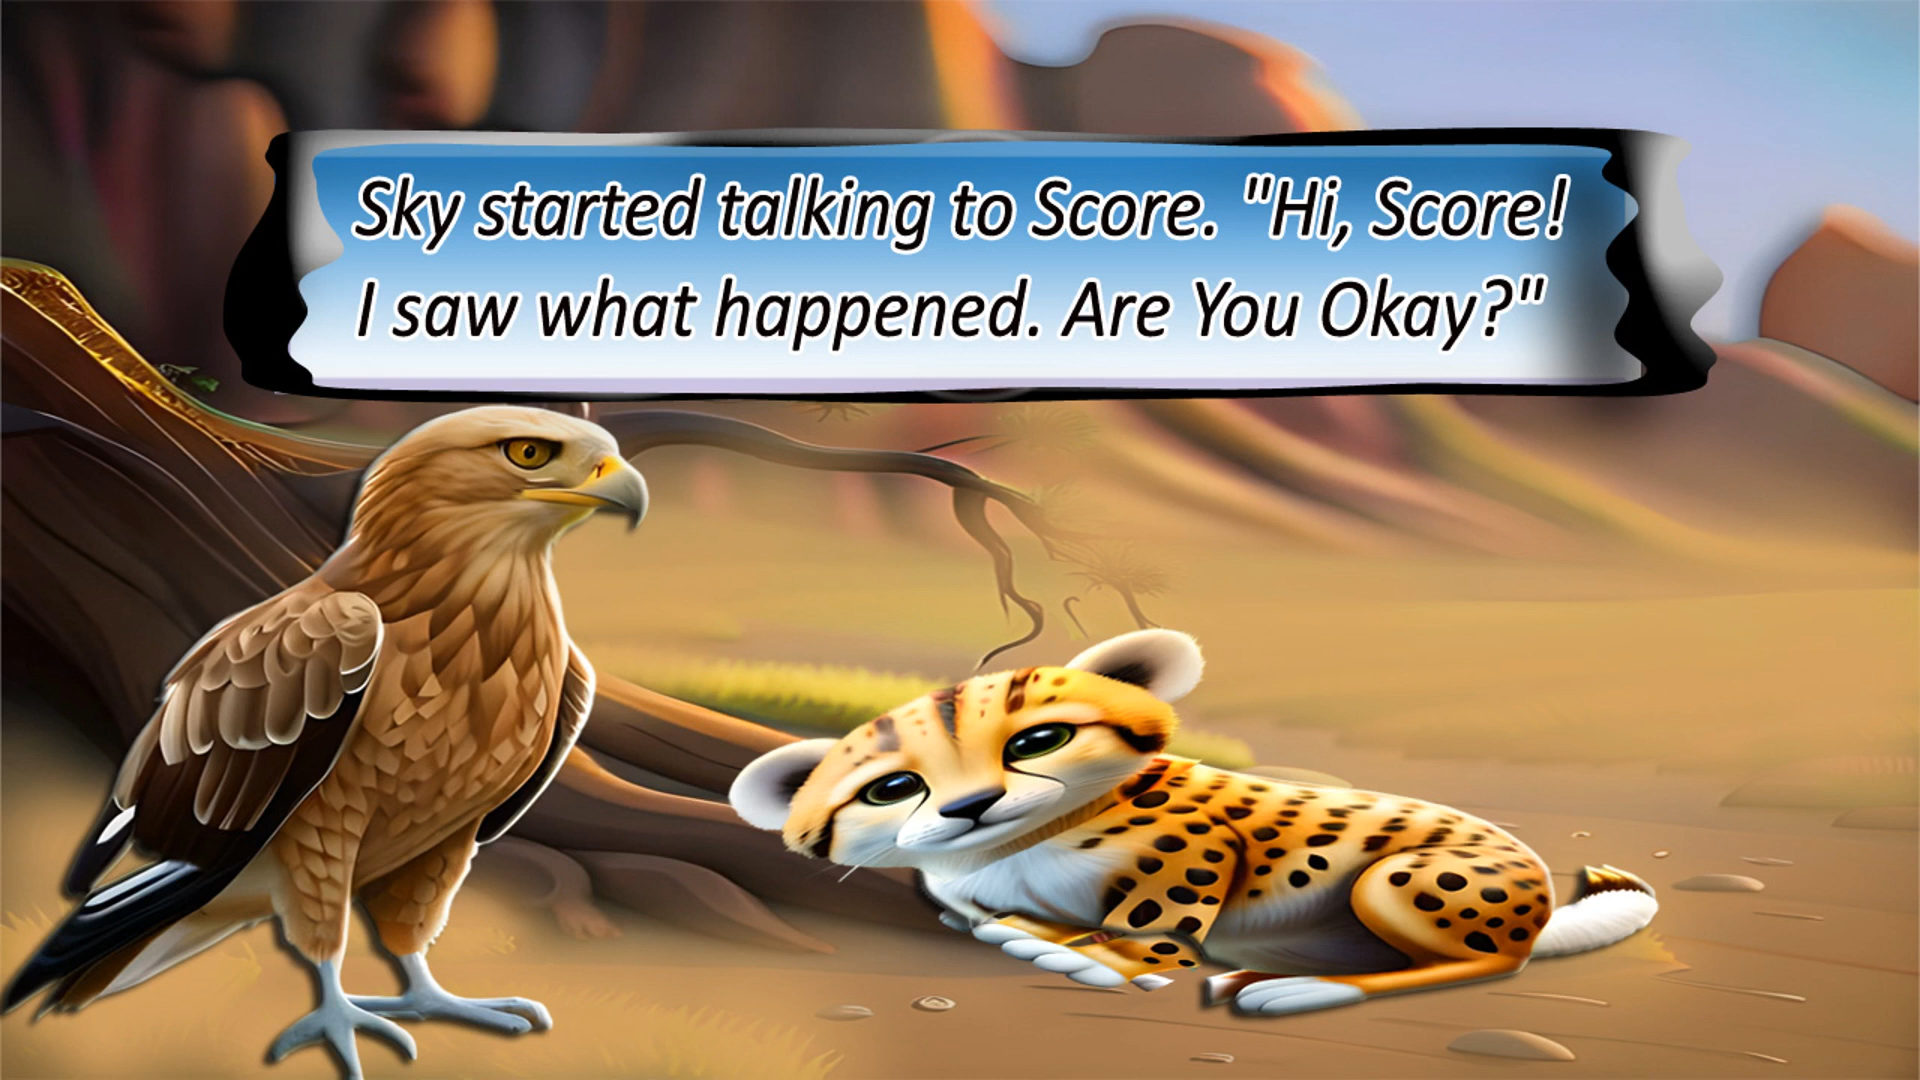 Sky started talking to Score. "Hi, Score!
I saw what happened. Are You Okay?"